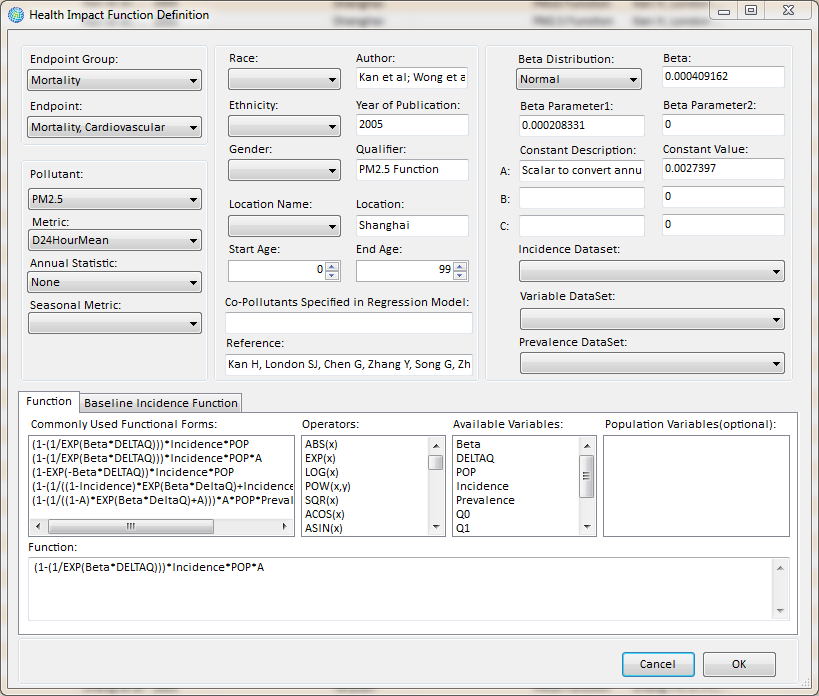 Health Impact Function Definition
Endpoint Group:
Mortality
Endpoint:
Mortality, Cardiovascular
Pollutant:
PM2.5
Metric:
D24HourMean
Annual Statistic:
None
Seasonal Metric:
Race:
Author:
Kan et al; Wong et a
Ethnicity:
Year of Publication:
2005
Gender:
Qualifier:
PM2.5 Function
Location Name:
Location:
Shanghai
Start Age:
End Age:
0
99
Co-Pollutants Specified in Regression Model:
Reference:
Kan H, London SJ, Chen G, Zhang Y, Song G, Zh
Beta Distribution:
Beta:
Normal
0.000409162
Beta Parameter1:
Beta Parameter2:
0.000208331
0
Constant Description:
Constant Value:
A:
Scalar to convert annu
0.0027397
B:
0
C:
0
Incidence Dataset:
Variable DataSet:
Prevalence DataSet:
Function
Baseline Incidence Function
Commonly Used Functional Forms:
(1-(1/EXP(Beta*DELTAQ)))*Incidence*POP
(1-(1/EXP(Beta*DELTAQ)))*Incidence*POP*A
(1-EXP(-Beta*DELTAQ))*Incidence*POP
(1-(1/((1-Incidence)*EXP(Beta*DeltaQ)+Incidence
(1-(1/((1-A)*EXP(Beta*DeltaQ)+A)))*A*POP*Preval
Operators:
ABS(x)
EXP(x)
LOG(x)
POW(x,y)
SQR(x)
ACOS(x)
ASIN(x)
Available Variables:
Beta
DELTAQ
POP
Incidence
Prevalence
Q0
Q1
Population Variables(optional):
Function:
(1-(1/EXP(Beta*DELTAQ)))*Incidence*POP*A
Cancel
OK